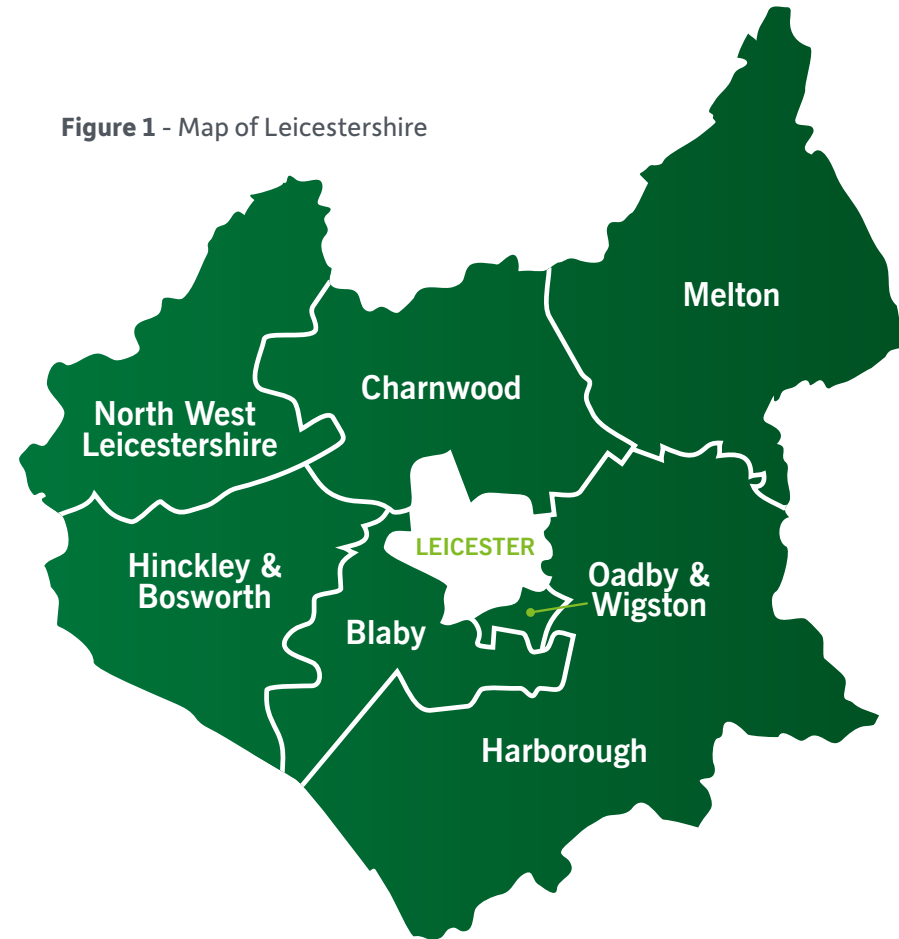 Figure 1 - Map of Leicestershire
Melton
Charnwood
North West
Leicestershire
LEICESTER
Hinckley &
Bosworth
Oadby &
Wigston
Blaby
Harborough